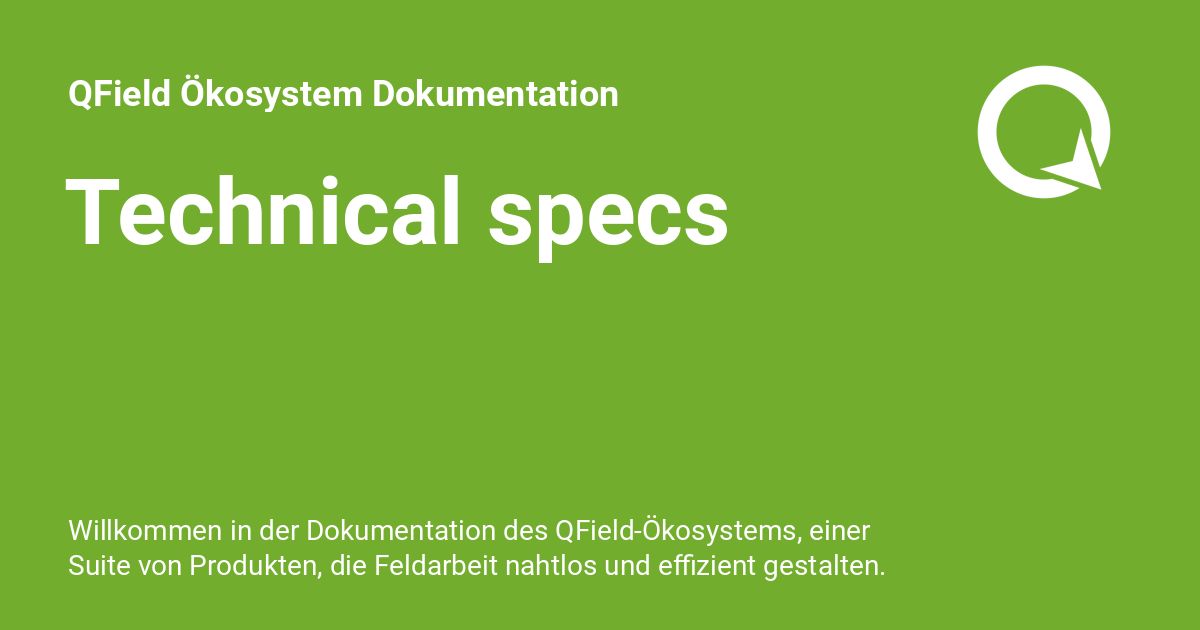 QField Ökosystem Dokumentation
Technical specs
Willkommen in der Dokumentation des QField-Ökosystems, einer
Suite von Produkten, die Feldarbeit nahtlos und effizient gestalten.